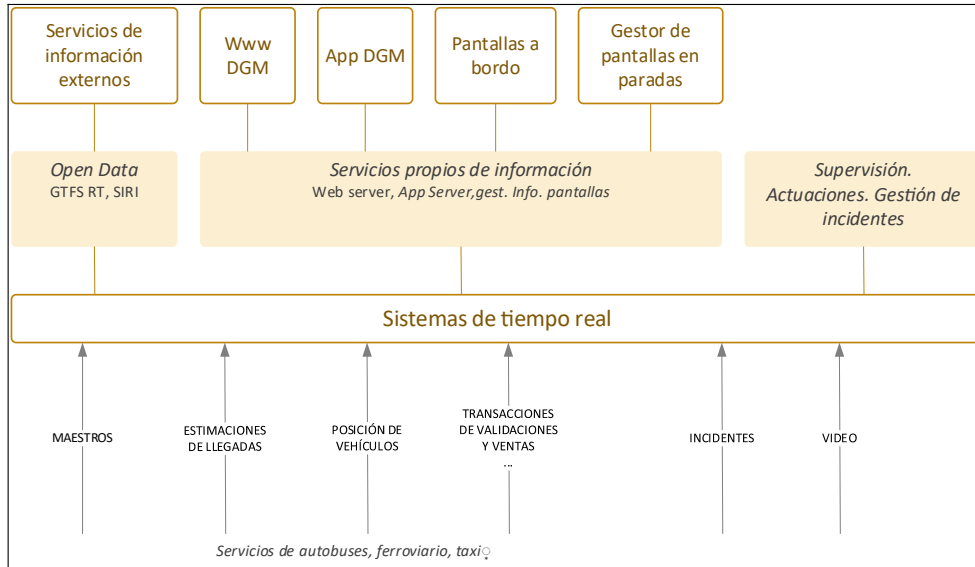 Servicios de
información
externos
Www
DGM
App DGM
Pantallas a
bordo
Gestor de
pantallas en
paradas
Open Data
GTFS RT, SIRI
Servicios propios de información
Web server, App Server,gest. Info. pantallas
Supervisión.
Actuaciones. Gestión de
incidentes
Sistemas de tiempo real
MAESTROS
ESTIMACIONES
DE LLEGADAS
POSICIÓN DE
VEHÍCULOS
TRANSACCIONES
DE VALIDACIONES
Y VENTAS
...
INCIDENTES
VIDEO
Servicios de autobuses, ferroviario, taxi